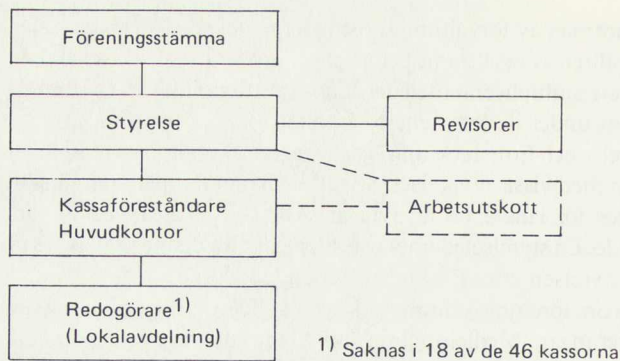 Föreningsstämma
Styrelse
Revisorer
Kassaföreståndare
Huvudkontor
Arbetsutskott
Redogörare¹⁾
(Lokalavdelning)
¹⁾ Saknas i 18 av de 46 kassorna